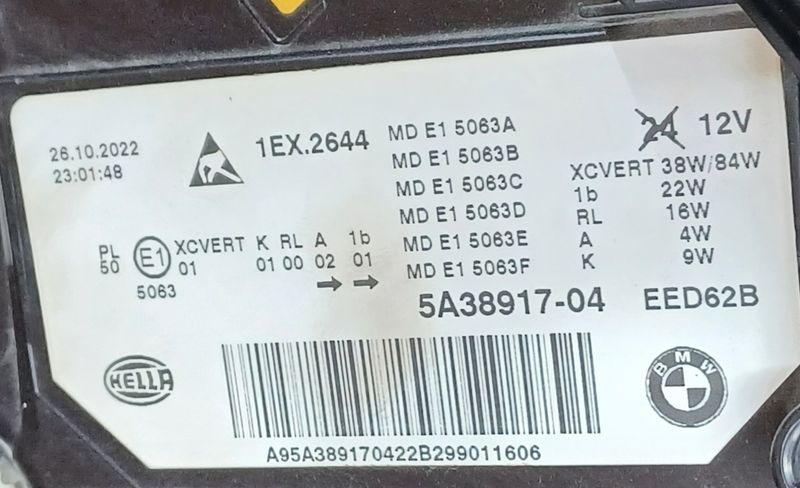 26.10.2022
23:01:48
1EX.2644
MD E1 5063A
MD E1 5063B
MD E1 5063C
MD E1 5063D
MD E1 5063E
MD E1 5063F
24 12V
XCVERT 38W/84W
1b 22W
RL 16W
A 4W
K 9W
PL
50
E1
5063
XCVERT K RL A 1b
01 01 00 02 01
5A38917-04 EED62B
HELLA
BMW
A95A389170422B299011606